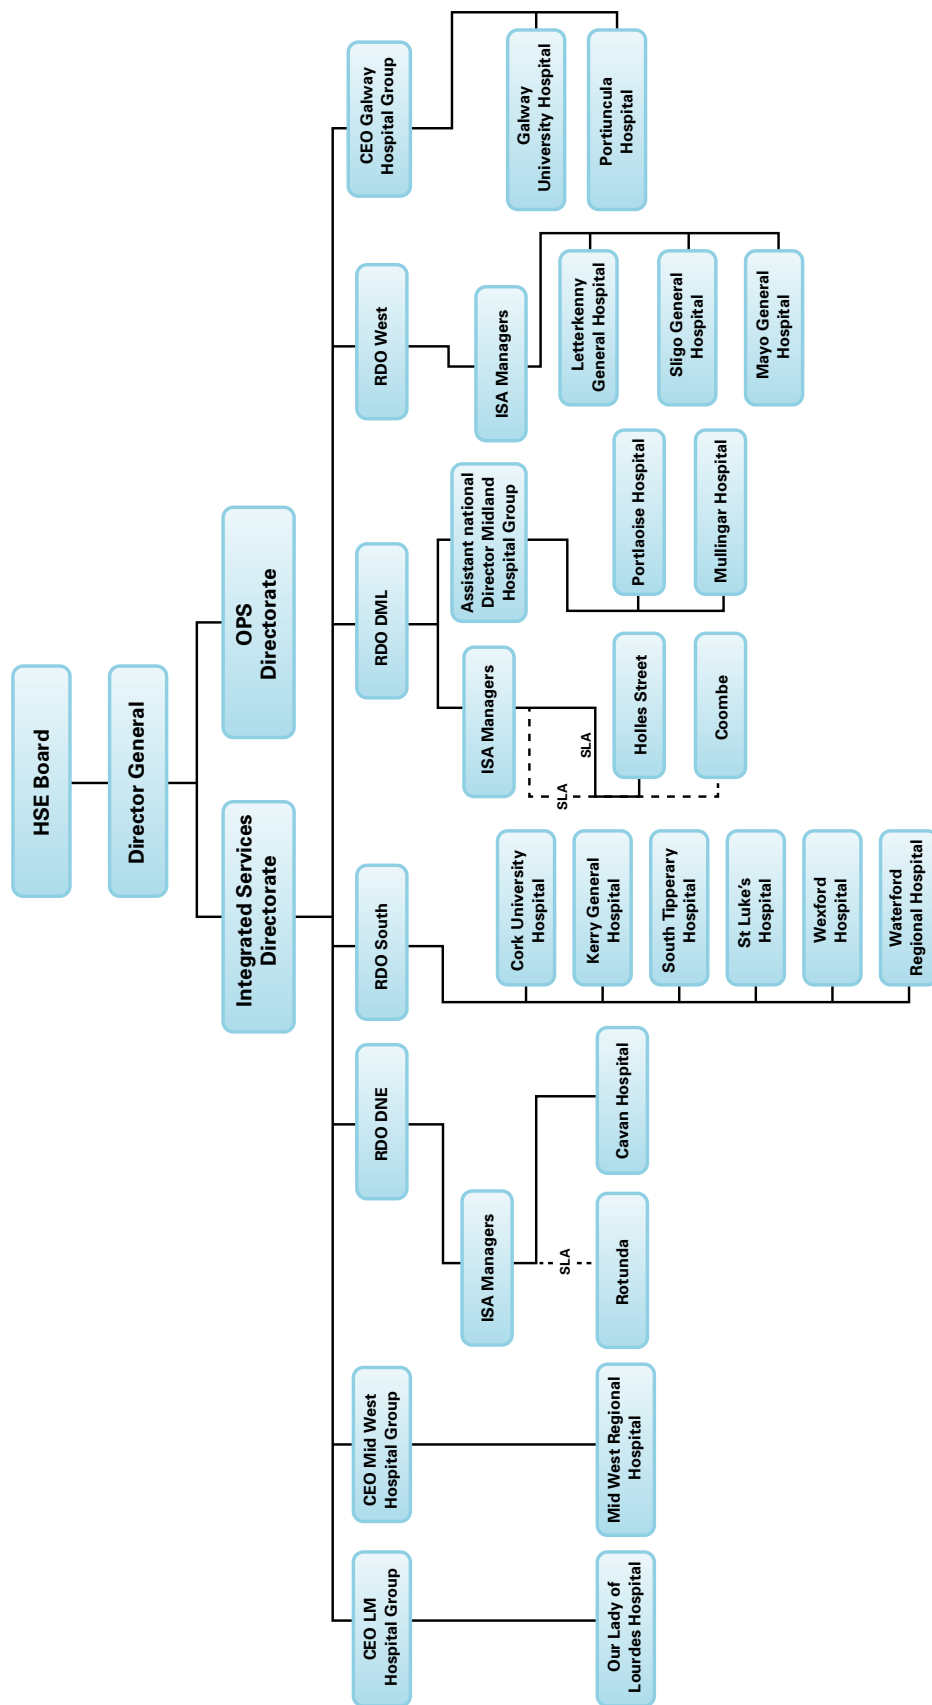 HSE Board
Director General
Integrated Services
Directorate
OPS
Directorate
CEO LM
Hospital Group
CEO Mid West
Hospital Group
RDO DNE
RDO South
RDO DML
RDO West
CEO Galway
Hospital Group
Our Lady of
Lourdes Hospital
Mid West Regional
Hospital
ISA Managers
SLA
Rotunda
Cavan Hospital
Cork University
Hospital
Kerry General
Hospital
South Tipperary
Hospital
St Luke’s
Hospital
Wexford
Hospital
Waterford
Regional Hospital
ISA Managers
SLA
SLA
Holles Street
Coombe
Assistant national
Director Midland
Hospital Group
Portlaoise Hospital
Mullingar Hospital
ISA Managers
Letterkenny
General Hospital
Sligo General
Hospital
Mayo General
Hospital
Galway
University Hospital
Portiuncula
Hospital